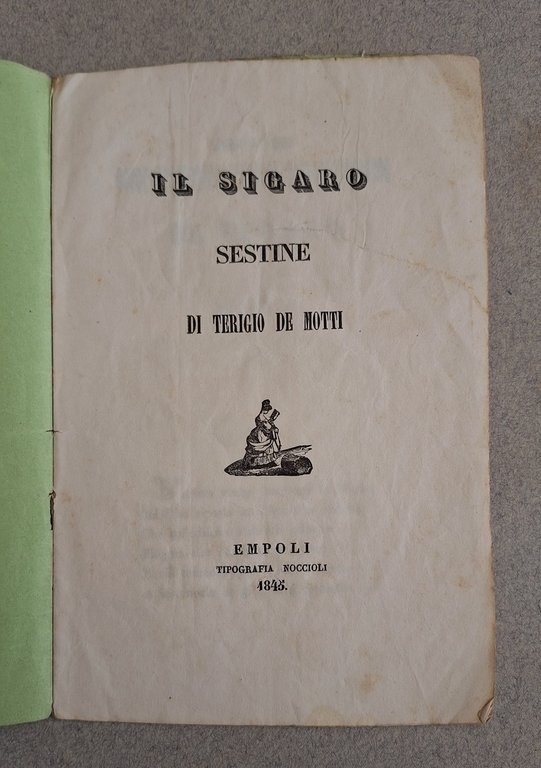 IL SIGARO
SESTINE
DI TERIGIO DE MOTTI
EMPOLI
TIPOGRAFIA NOCCIOLI
1845.